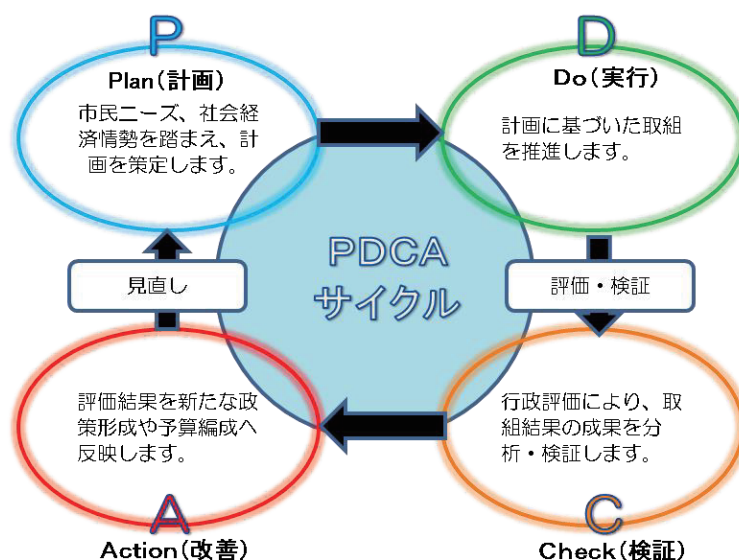 P
Plan(計画)
市民ニーズ、社会経
済情勢を踏まえ、計
画を策定します。
D
Do(実行)
計画に基づいた取組
を推進します。
PDCA
サイクル
見直し
評価・検証
評価結果を新たな政
策形成や予算編成へ
反映します。
A
Action(改善)
行政評価により、取
組結果の成果を分
析・検証します。
C
Check(検証)